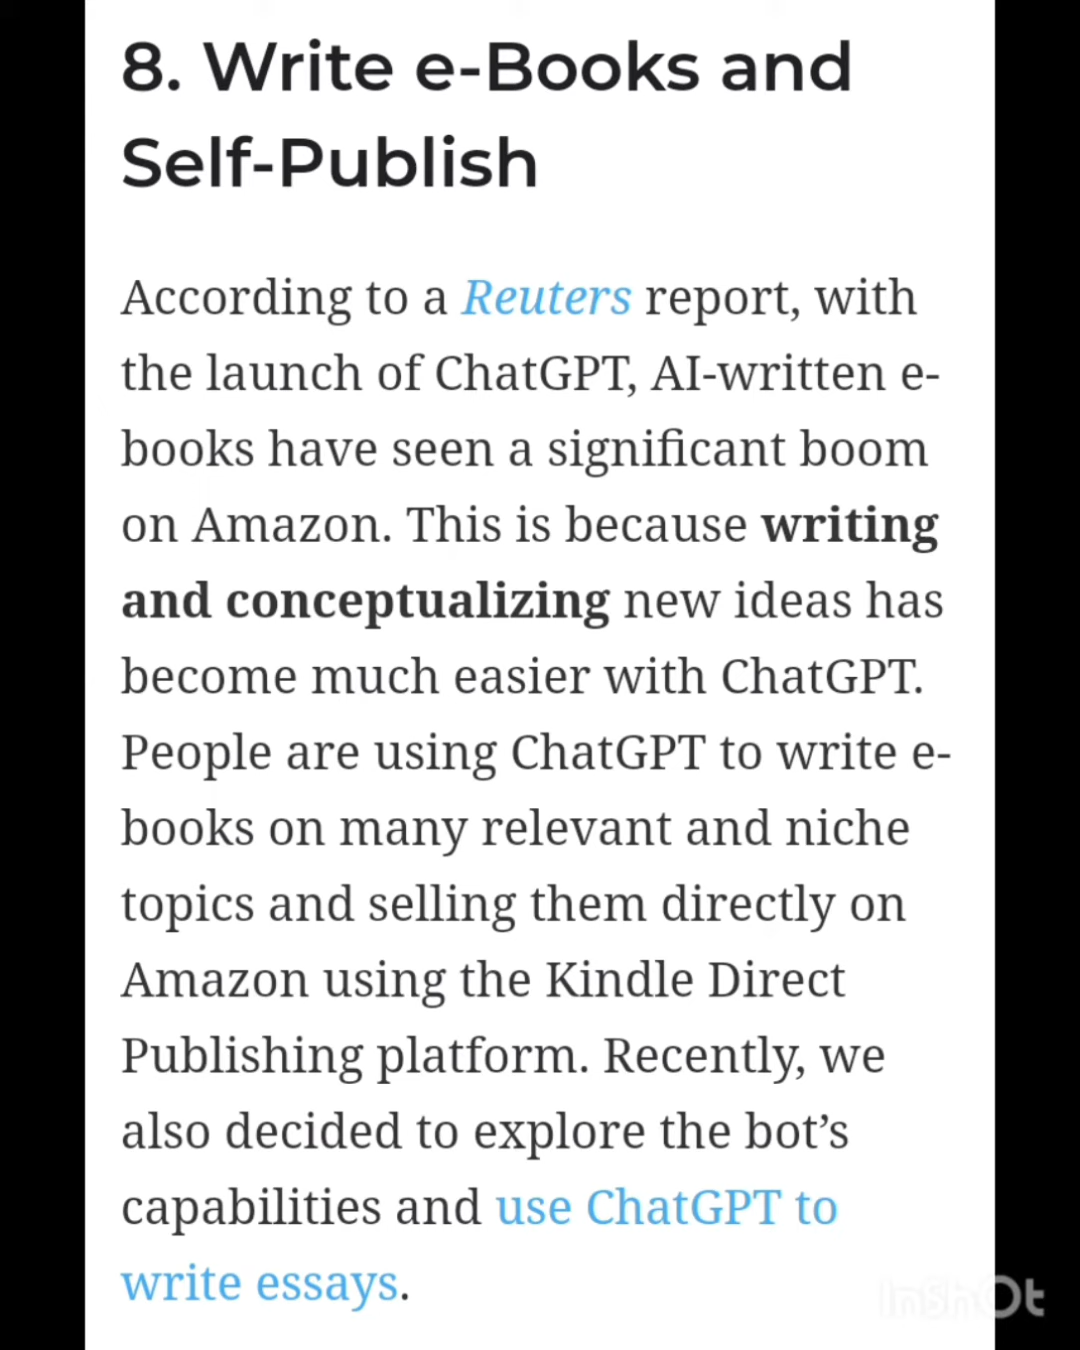 8. Write e-Books and
Self-Publish
According to a Reuters report, with
the launch of ChatGPT, AI-written e-
books have seen a significant boom
on Amazon. This is because writing
and conceptualizing new ideas has
become much easier with ChatGPT.
People are using ChatGPT to write e-
books on many relevant and niche
topics and selling them directly on
Amazon using the Kindle Direct
Publishing platform. Recently, we
also decided to explore the bot’s
capabilities and use ChatGPT to
write essays.
InShOt